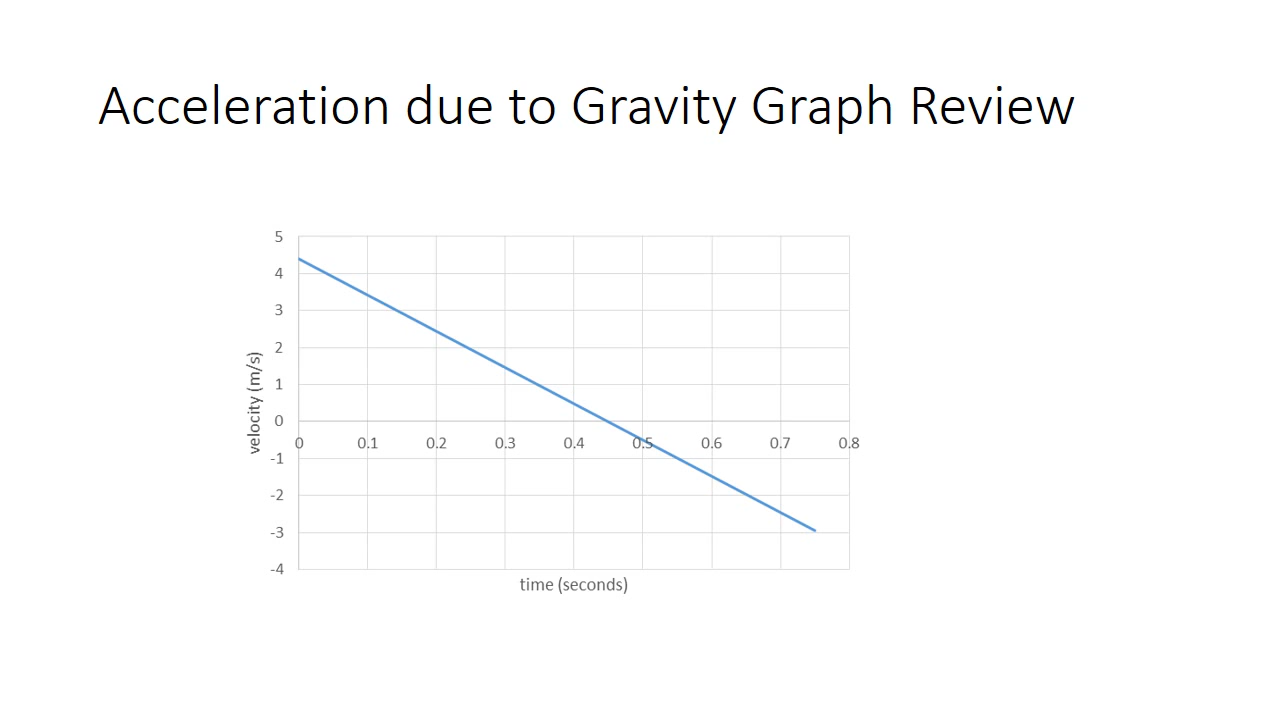 Acceleration due to Gravity Graph Review
5
4
3
2
1
0
-1
-2
-3
-4
velocity (m/s)
0 0.1 0.2 0.3 0.4 0.5 0.6 0.7 0.8
time (seconds)